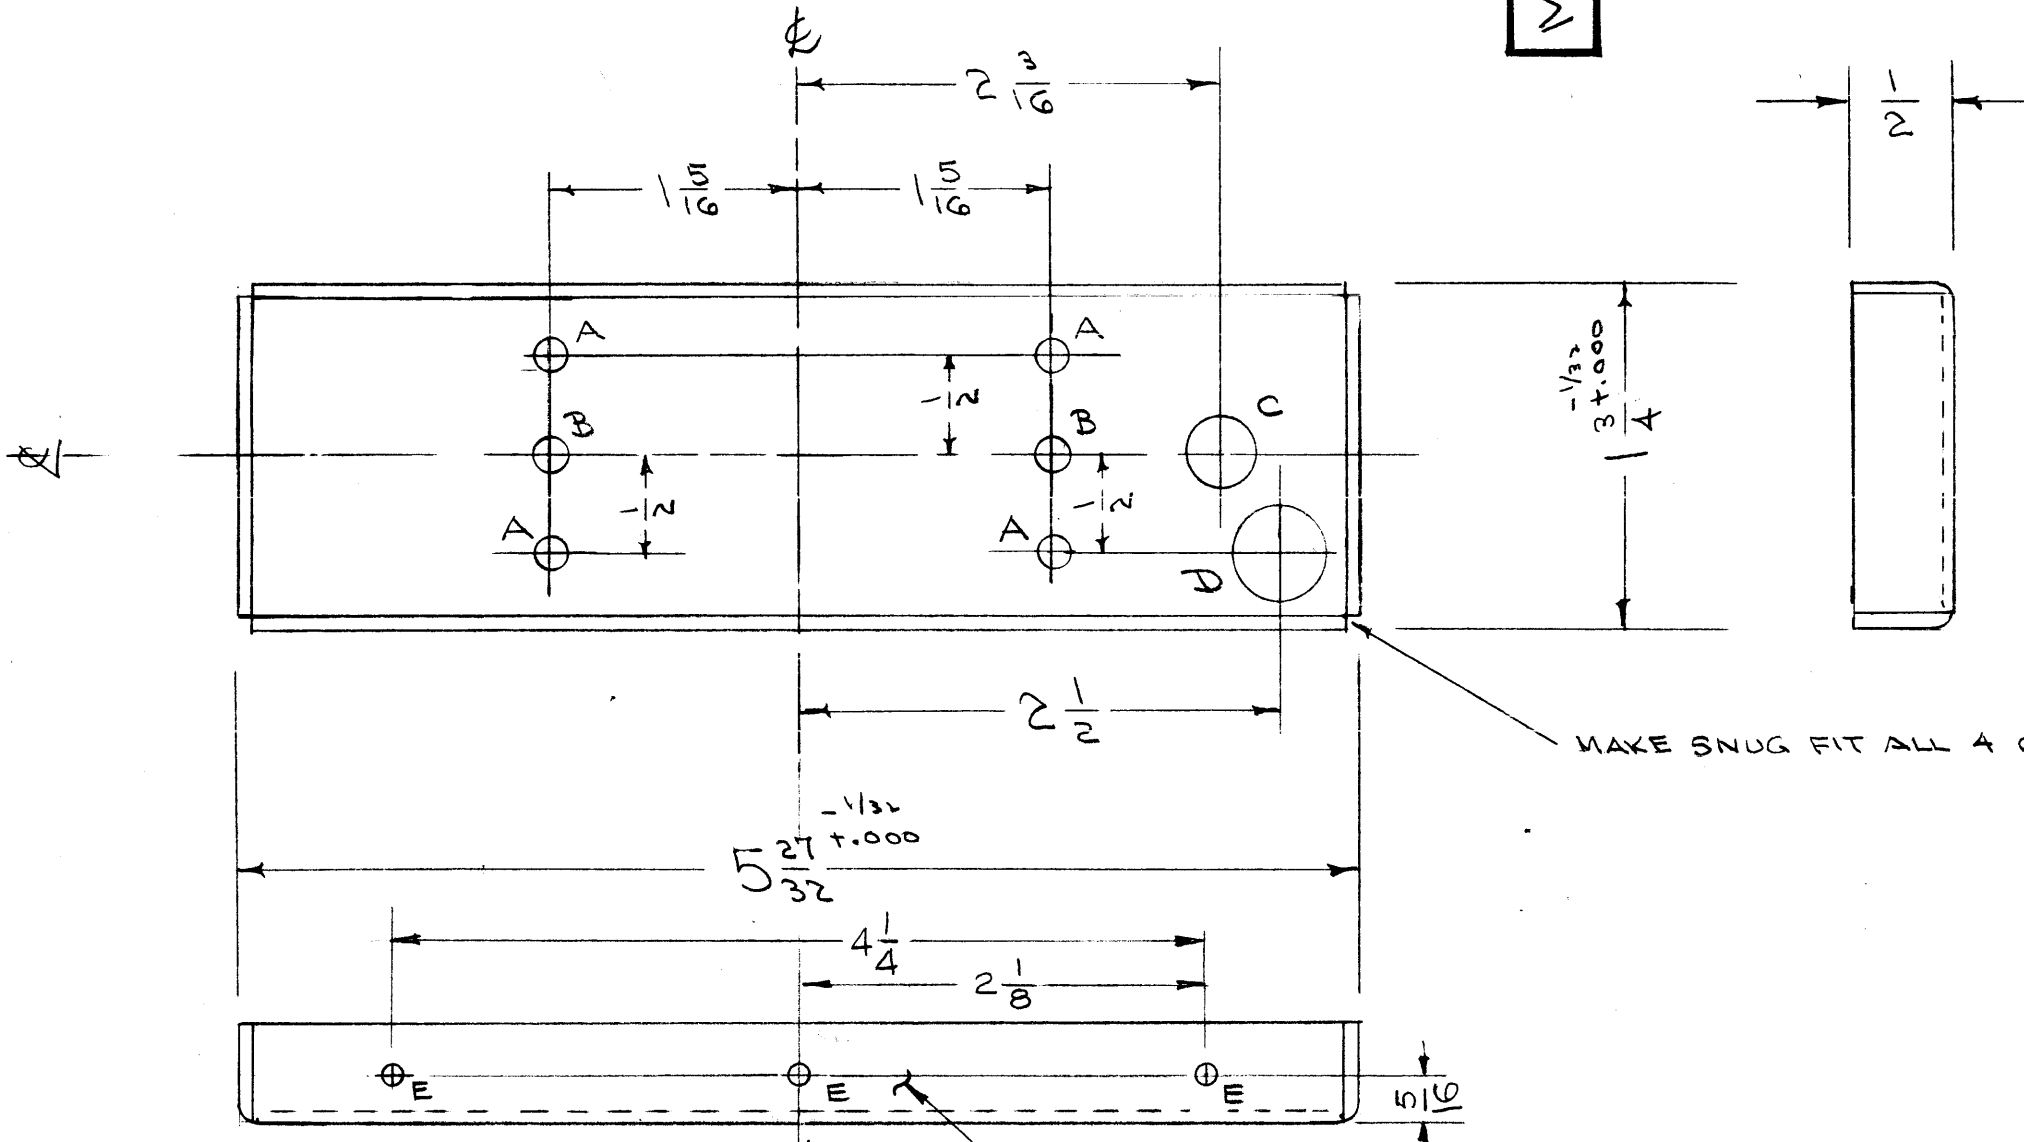 ℄
2 3/16
1/2
1 5/16 1 5/16
A A
1/2
C
B B
1 3/4 -1/32 +.000
℄
1/2 1/2
A A
D
2 1/2
MAKE SNUG FIT ALL 4
5 27/32 -1/32 +.000
4 1/4
2 1/8
E E E
5/16